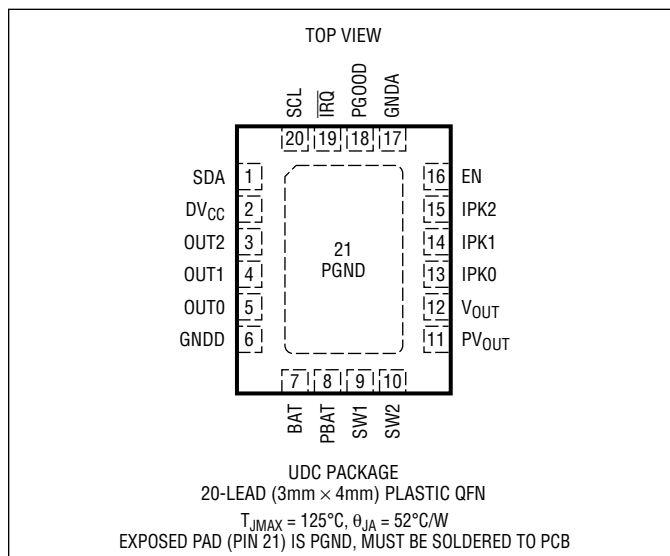 TOP VIEW
SCL
IRQ
PGOOD
GNDA
20 19 18 17
SDA 1
DVCC 2
OUT2 3
OUT1 4
OUT0 5
GNDD 6
21
PGND
16 EN
15 IPK2
14 IPK1
13 IPK0
12 VOUT
11 PVOUT
7 8 9 10
BAT
PBAT
SW1
SW2
UDC PACKAGE
20-LEAD (3mm × 4mm) PLASTIC QFN
TJMAX = 125°C, θJA = 52°C/W
EXPOSED PAD (PIN 21) IS PGND, MUST BE SOLDERED TO PCB